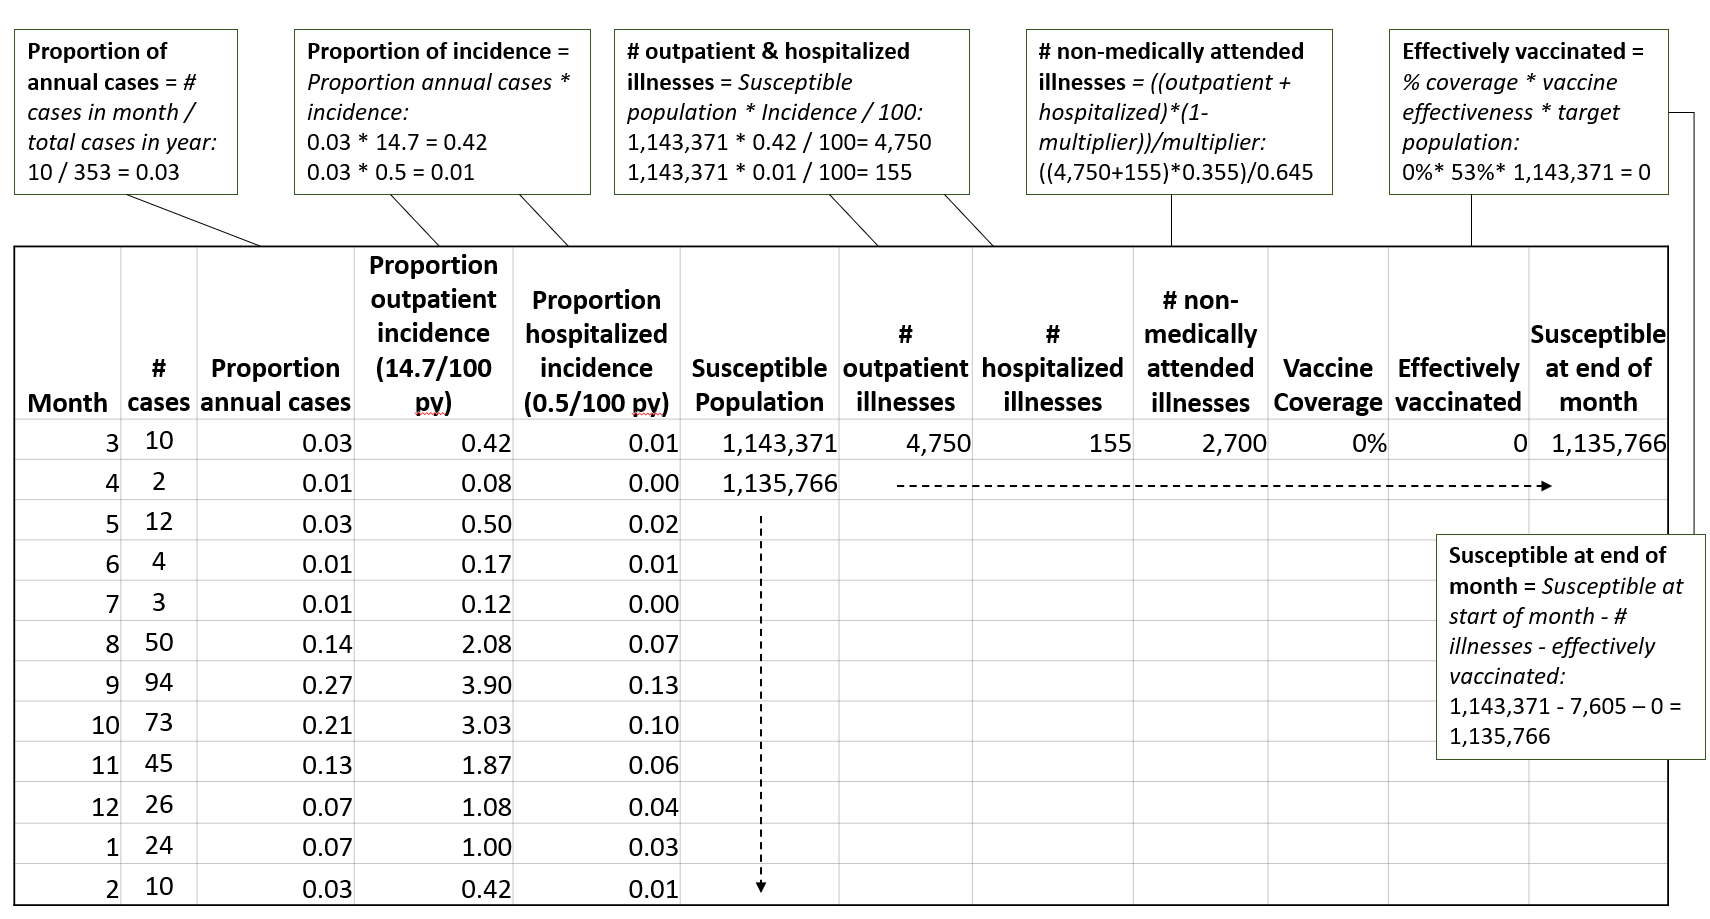 Proportion of
annual cases = #
cases in month /
total cases in year:
10 / 353 = 0.03
Proportion of incidence =
Proportion annual cases *
incidence:
0.03 * 14.7 = 0.42
0.03 * 0.5 = 0.01
# outpatient & hospitalized
illnesses = Susceptible
population * Incidence / 100:
1,143,371 * 0.42 / 100= 4,750
1,143,371 * 0.01 / 100= 155
# non-medically attended
illnesses = ((outpatient +
hospitalized)*(1-
multiplier))/multiplier:
((4,750+155)*0.355)/0.645
Effectively vaccinated =
% coverage * vaccine
effectiveness * target
population:
0%* 53%* 1,143,371 = 0
Month
#
cases
Proportion
annual cases
Proportion
outpatient
incidence
(14.7/100
py)
Proportion
hospitalized
incidence
(0.5/100 py)
Susceptible
Population
#
outpatient
illnesses
#
hospitalized
illnesses
# non-
medically
attended
illnesses
Vaccine
Coverage
Effectively
vaccinated
Susceptible
at end of
month
3 10 0.03 0.42 0.01 1,143,371 4,750 155 2,700 0% 0 1,135,766
4 2 0.01 0.08 0.00 1,135,766
5 12 0.03 0.50 0.02
6 4 0.01 0.17 0.01
7 3 0.01 0.12 0.00
8 50 0.14 2.08 0.07
9 94 0.27 3.90 0.13
10 73 0.21 3.03 0.10
11 45 0.13 1.87 0.06
12 26 0.07 1.08 0.04
1 24 0.07 1.00 0.03
2 10 0.03 0.42 0.01
Susceptible at end of
month = Susceptible at
start of month - #
illnesses - effectively
vaccinated:
1,143,371 - 7,605 – 0 =
1,135,766